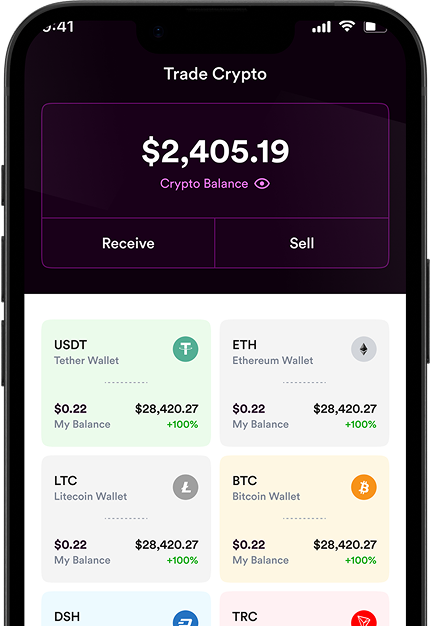 9:41
Trade Crypto
$2,405.19
Crypto Balance
Receive Sell
USDT
Tether Wallet
$0.22 $28,420.27
My Balance +100%
ETH
Ethereum Wallet
$0.22 $28,420.27
My Balance +100%
LTC
Litecoin Wallet
$0.22 $28,420.27
My Balance +100%
BTC
Bitcoin Wallet
$0.22 $28,420.27
My Balance +100%
DSH
TRC